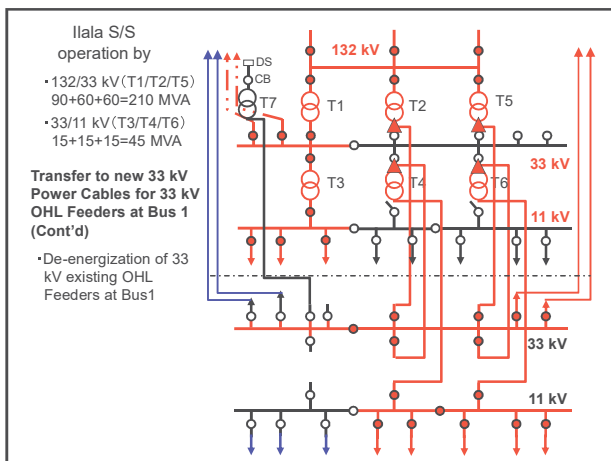 Ilala S/S
operation by
・132/33 kV(T1/T2/T5)
90+60+60=210 MVA
・33/11 kV(T3/T4/T6)
15+15+15=45 MVA
Transfer to new 33 kV
Power Cables for 33 kV
OHL Feeders at Bus 1
(Cont'd)
・De-energization of 33
kV existing OHL
Feeders at Bus1
DS
CB
T7
132 kV
T1
T2
T5
33 kV
T3
T4
T6
11 kV
33 kV
11 kV